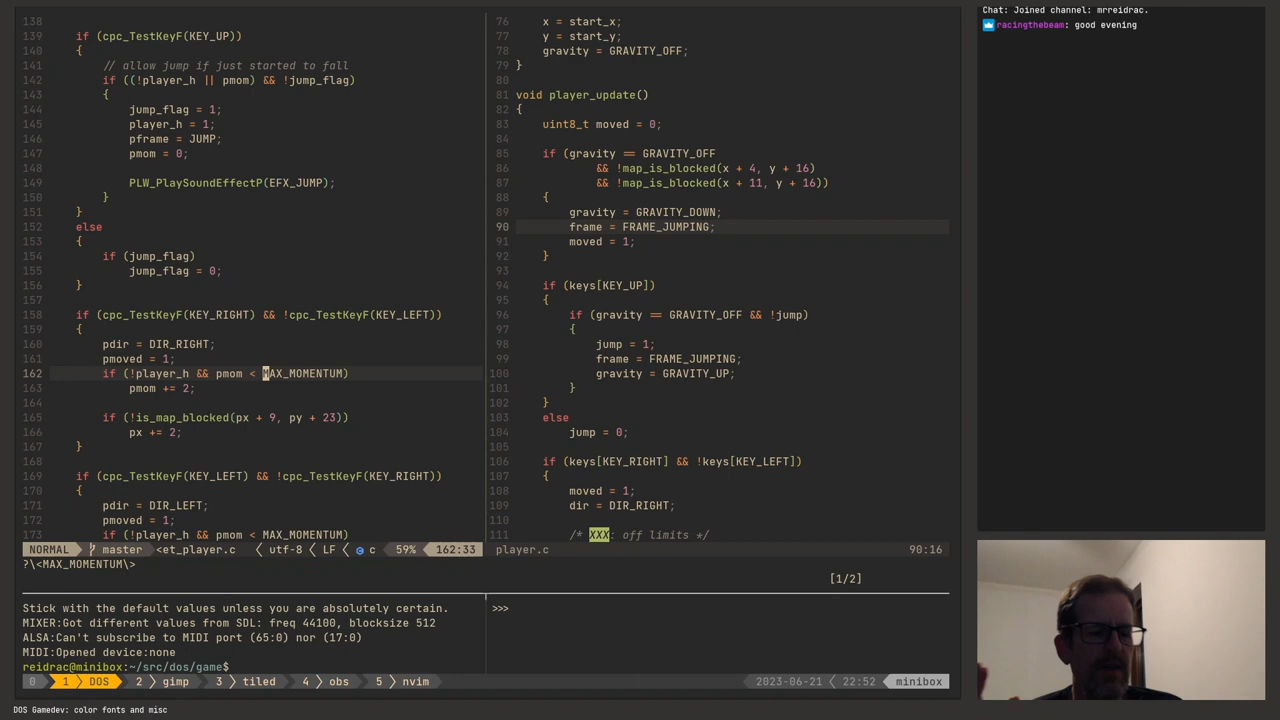 138
139 if (cpc_TestKeyF(KEY_UP))
140 {
141 // allow jump if just started to fall
142 if ((!player_h || pmom) && !jump_flag)
143 {
144 jump_flag = 1;
145 player_h = 1;
146 pframe = JUMP;
147 pmom = 0;
148
149 PLW_PlaySoundEffectP(EFX_JUMP);
150 }
151 }
152 else
153 {
154 if (jump_flag)
155 jump_flag = 0;
156 }
157
158 if (cpc_TestKeyF(KEY_RIGHT) && !cpc_TestKeyF(KEY_LEFT))
159 {
160 pdir = DIR_RIGHT;
161 pmoved = 1;
162 if (!player_h && pmom < MAX_MOMENTUM)
163 pmom += 2;
164
165 if (!is_map_blocked(px + 9, py + 23))
166 px += 2;
167 }
168
169 if (cpc_TestKeyF(KEY_LEFT) && !cpc_TestKeyF(KEY_RIGHT))
170 {
171 pdir = DIR_LEFT;
172 pmoved = 1;
173 if (!player_h && pmom < MAX_MOMENTUM)
NORMAL master <et_player.c utf-8 LF c 59% 162:33
?\<MAX_MOMENTUM\>
76 x = start_x;
77 y = start_y;
78 gravity = GRAVITY_OFF;
79 }
80
81 void player_update()
82 {
83 uint8_t moved = 0;
84
85 if (gravity == GRAVITY_OFF
86 && !map_is_blocked(x + 4, y + 16)
87 && !map_is_blocked(x + 11, y + 16))
88 {
89 gravity = GRAVITY_DOWN;
90 frame = FRAME_JUMPING;
91 moved = 1;
92 }
93
94 if (keys[KEY_UP])
95 {
96 if (gravity == GRAVITY_OFF && !jump)
97 {
98 jump = 1;
99 frame = FRAME_JUMPING;
100 gravity = GRAVITY_UP;
101 }
102 }
103 else
104 jump = 0;
105
106 if (keys[KEY_RIGHT] && !keys[KEY_LEFT])
107 {
108 moved = 1;
109 dir = DIR_RIGHT;
110
111 /* XXX: off limits */
player.c 90:16
[1/2]
Stick with the default values unless you are absolutely certain.
MIXER:Got different values from SDL: freq 44100, blocksize 512
ALSA:Can't subscribe to MIDI port (65:0) nor (17:0)
MIDI:Opened device:none
reidrac@minibox:~/src/dos/game$
>>>
0 1 DOS 2 gimp 3 tiled 4 obs 5 nvim 2023-06-21 22:52 minibox
DOS Gamedev: color fonts and misc
Chat: Joined channel: mrreidrac.
racingthebeam: good evening